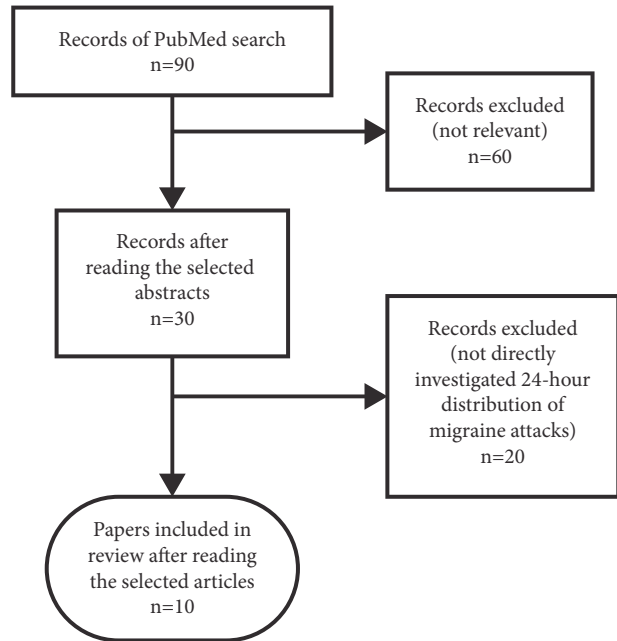 Records of PubMed search
n=90
Records excluded
(not relevant)
n=60
Records after
reading the selected
abstracts
n=30
Records excluded
(not directly
investigated 24-hour
distribution of
migraine attacks)
n=20
Papers included in
review after reading
the selected articles
n=10